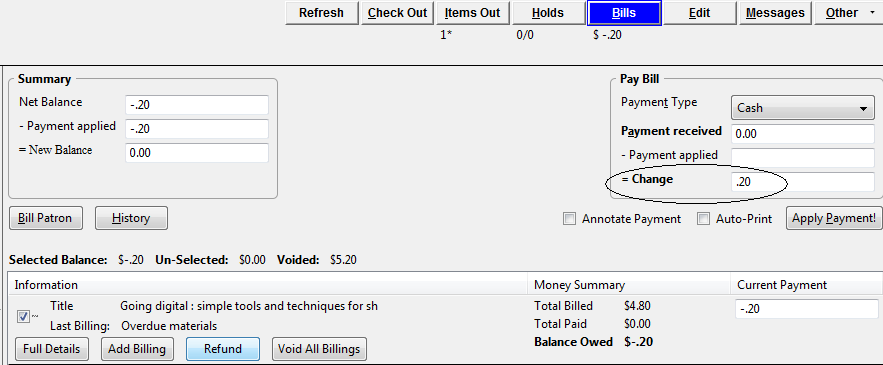 Refresh Check Out Items Out Holds Bills Edit Messages Other
1* 0/0 $ -.20
Summary
Net Balance -.20
- Payment applied -.20
= New Balance 0.00
Pay Bill
Payment Type Cash
Payment received 0.00
- Payment applied
= Change .20
Bill Patron History
Annotate Payment Auto-Print Apply Payment!
Selected Balance: $-.20 Un-Selected: $0.00 Voided: $5.20
Information Money Summary Current Payment
Title Going digital : simple tools and techniques for sh
Last Billing: Overdue materials
Total Billed $4.80
Total Paid $0.00
Balance Owed $-.20
-.20
Full Details Add Billing Refund Void All Billings